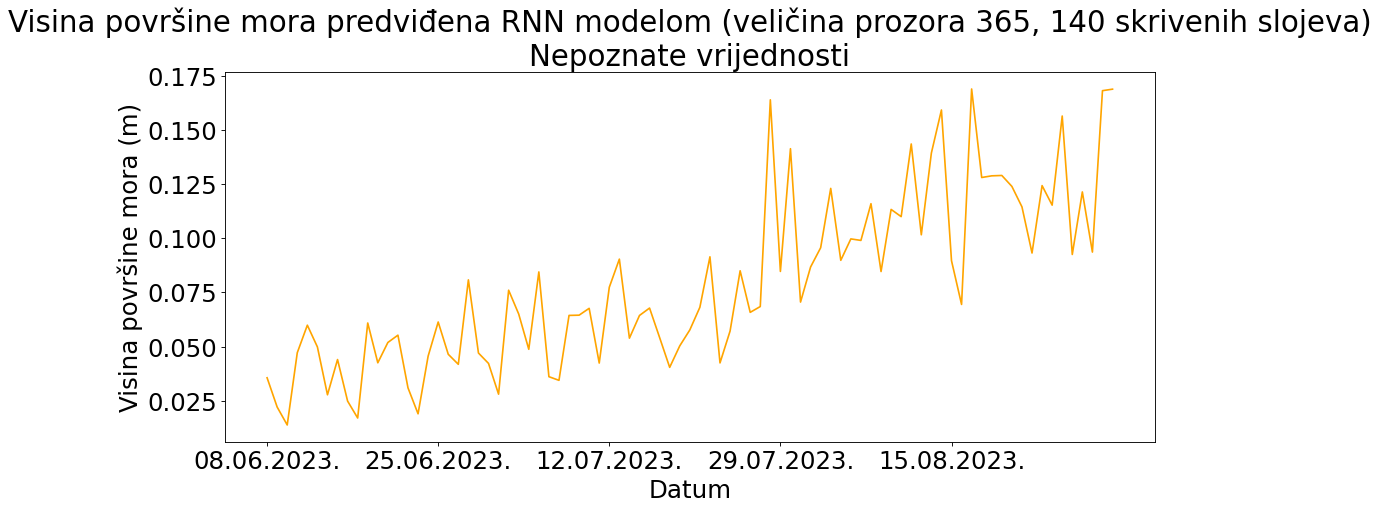 Visina površine mora predviđena RNN modelom (veličina prozora 365, 140 skrivenih slojeva)
Nepoznate vrijednosti
Visina površine mora (m)
0.175
0.150
0.125
0.100
0.075
0.050
0.025
08.06.2023. 25.06.2023. 12.07.2023. 29.07.2023. 15.08.2023.
Datum